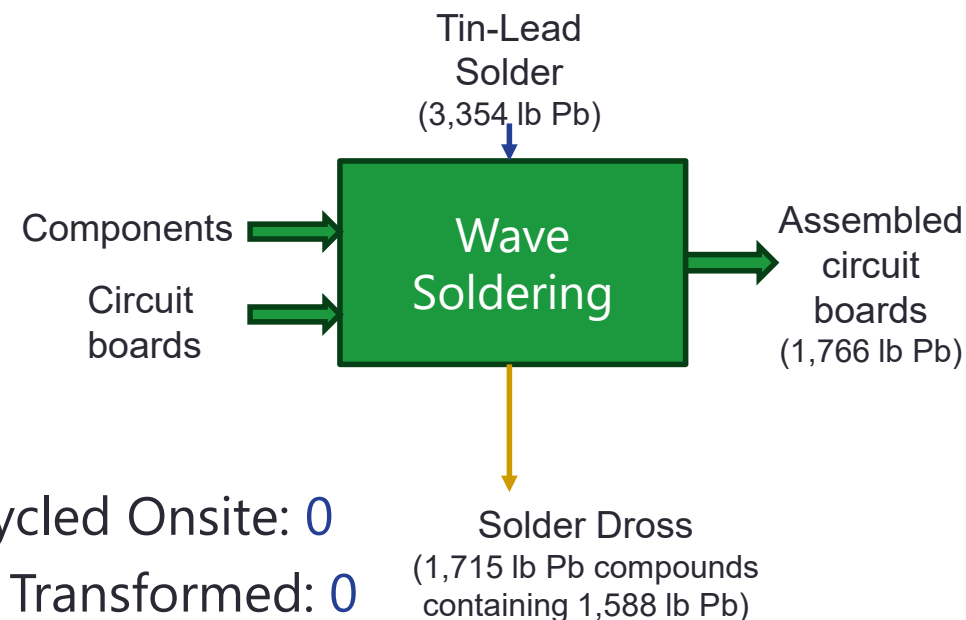 Tin-Lead
Solder
(3,354 lb Pb)
Components
Circuit
boards
Wave
Soldering
Assembled
circuit
boards
(1,766 lb Pb)
Onsite: 0
Transformed: 0
Solder Dross
(1,715 lb Pb compounds
containing 1,588 lb Pb)